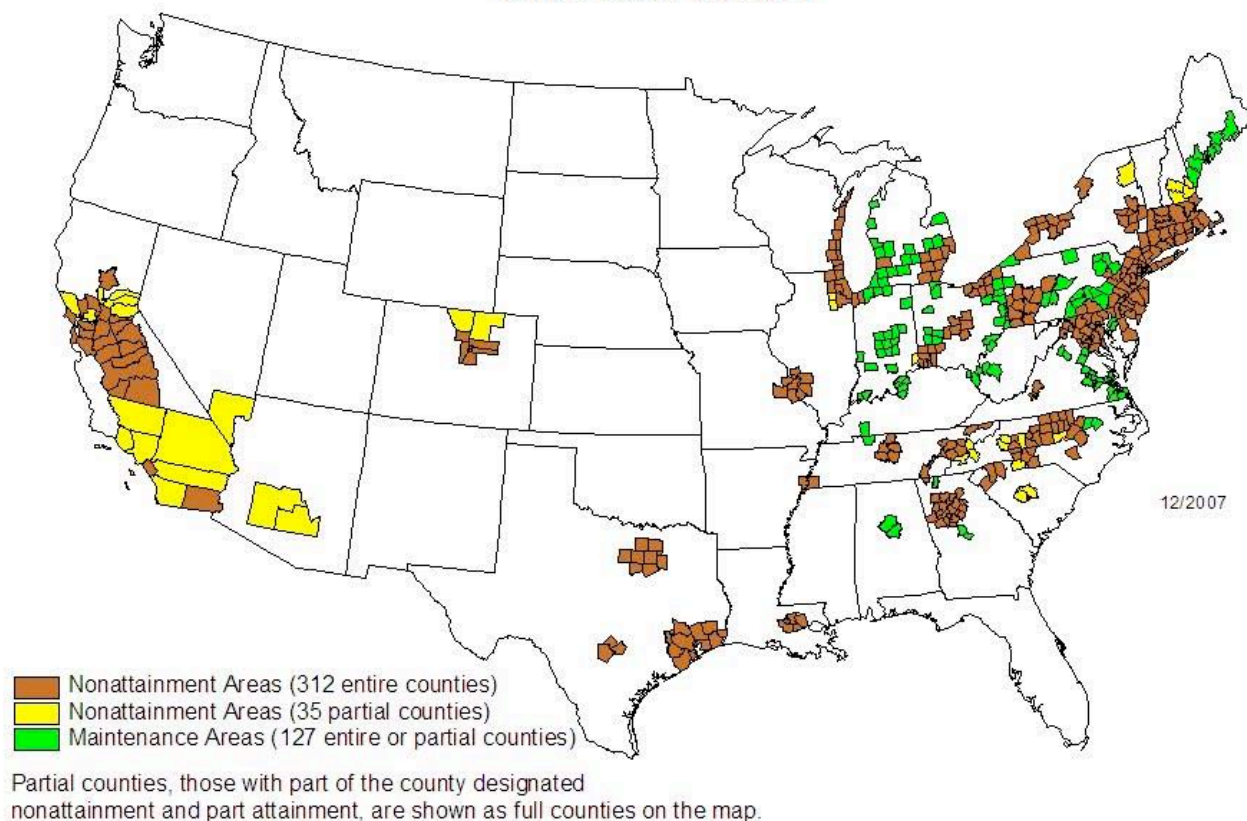 12/2007
Nonattainment Areas (312 entire counties)
Nonattainment Areas (35 partial counties)
Maintenance Areas (127 entire or partial counties)
Partial counties, those with part of the county designated
nonattainment and part attainment, are shown as full counties on the map.